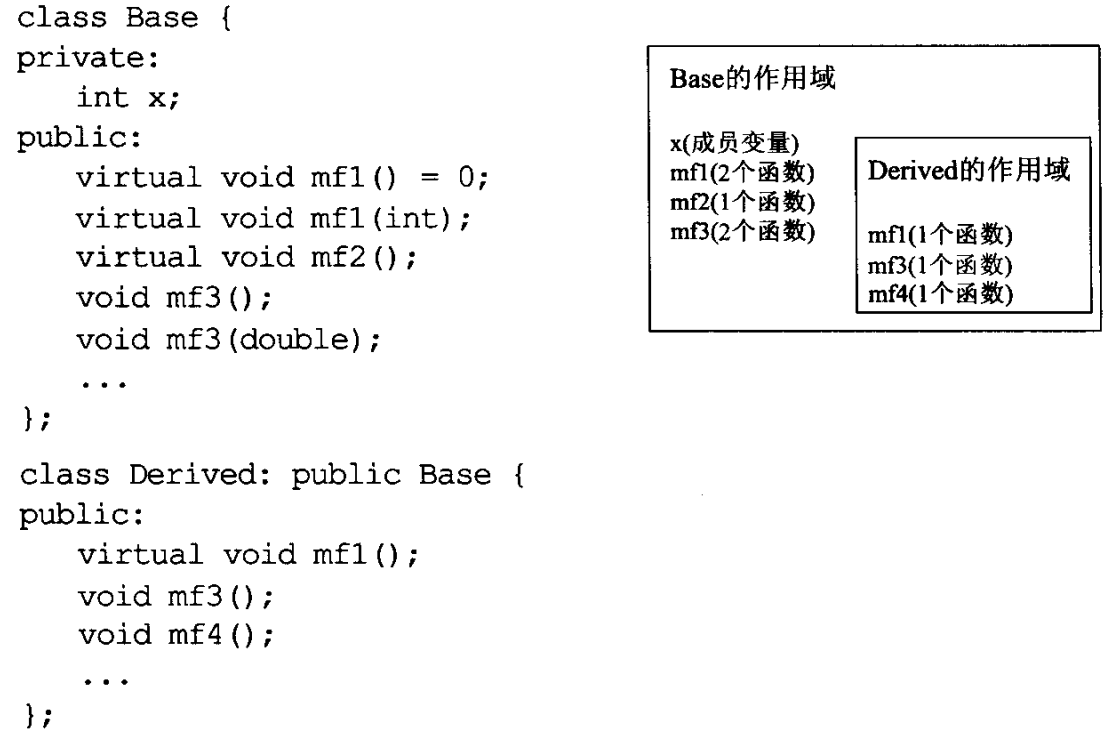 class Base {
private:
int x;
public:
virtual void mf1() = 0;
virtual void mf1(int);
virtual void mf2();
void mf3();
void mf3(double);
...
};
class Derived: public Base {
public:
virtual void mf1();
void mf3();
void mf4();
...
};
Base的作用域
x(成员变量)
mf1(2个函数)
mf2(1个函数)
mf3(2个函数)
Derived的作用域
mf1(1个函数)
mf3(1个函数)
mf4(1个函数)